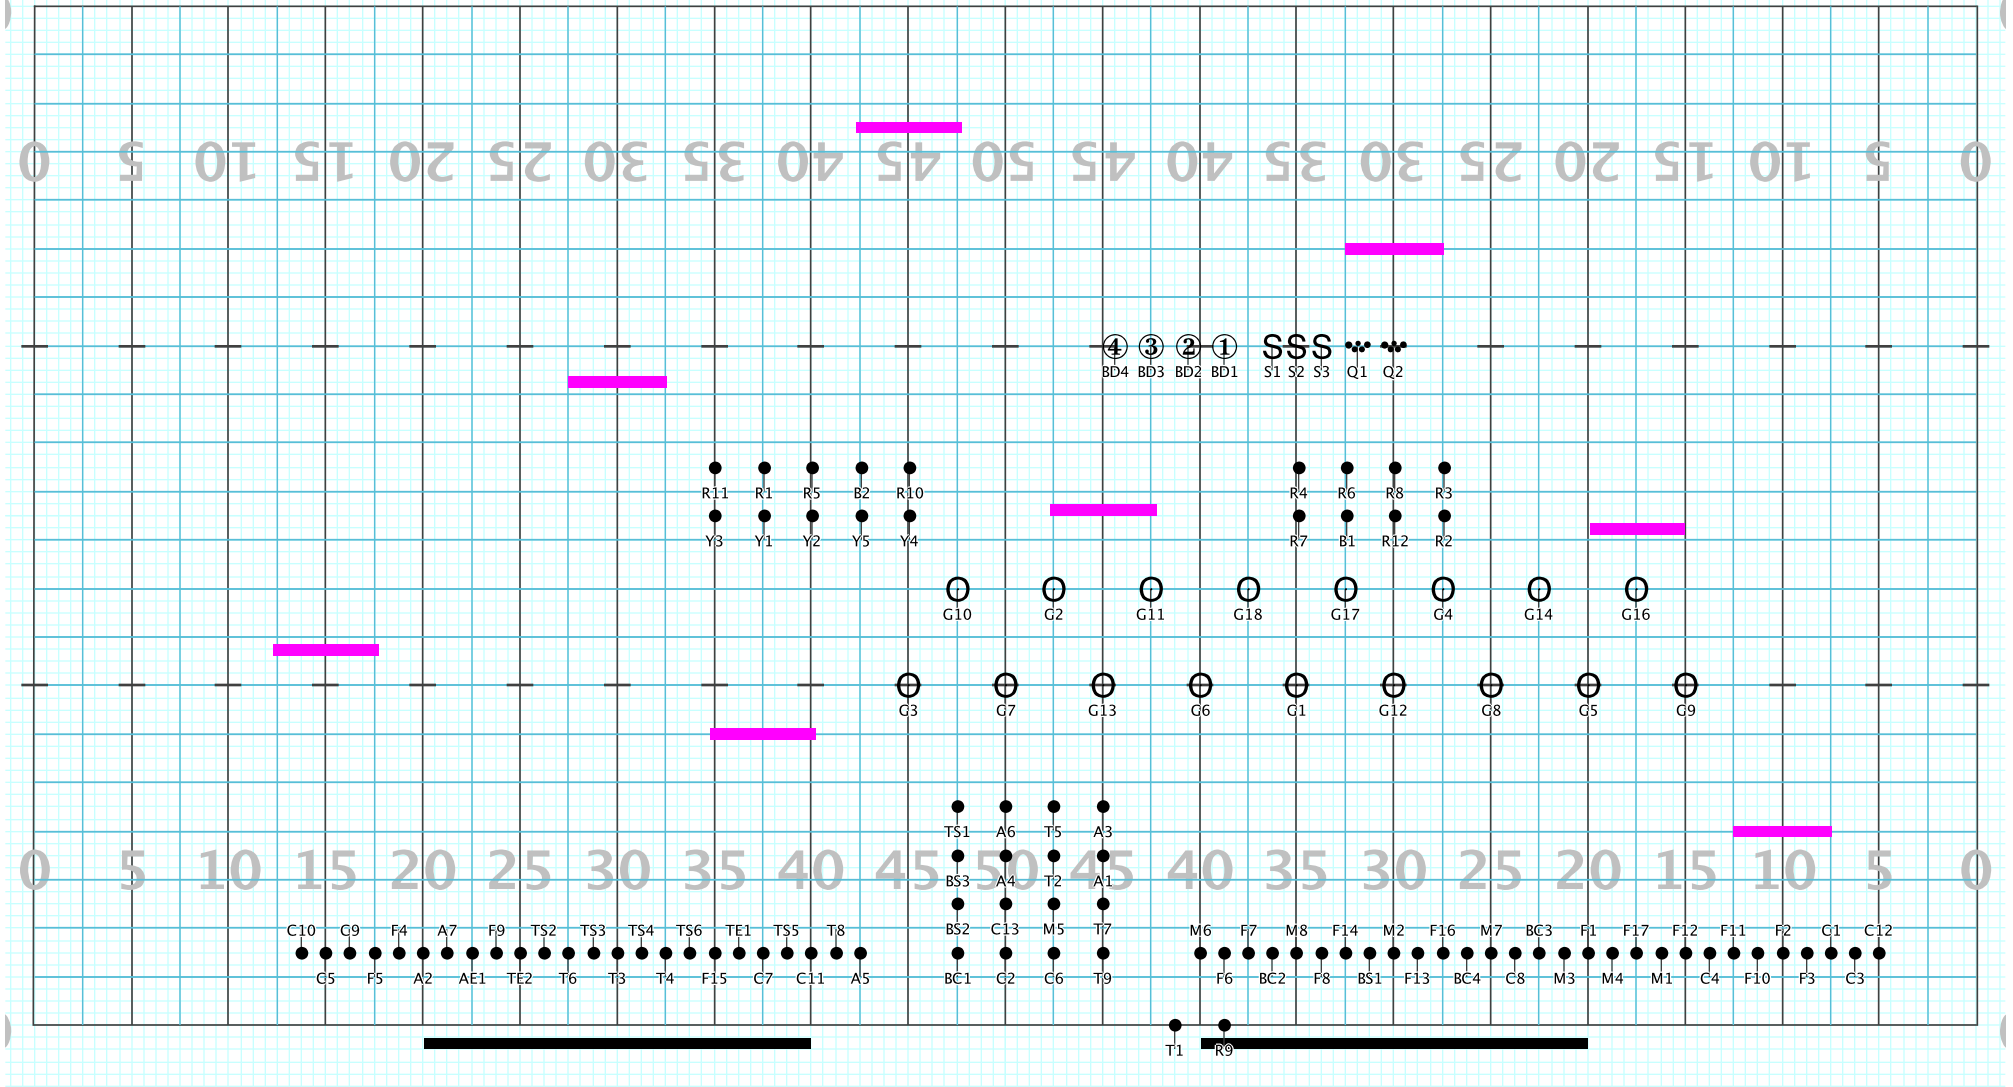 0 5 10 15 20 25 30 35 40 45 50 45 40 35 30 25 20 15 10 5 0
4 3 2 1 S S S
BD4 BD3 BD2 BD1 S1 S2 S3 Q1 Q2
R11 R1 R5 B2 R10 R4 R6 R8 R3
Y3 Y1 Y2 Y5 Y4 R7 B1 R12 R2
O O O O O O O O
G10 G2 G11 G18 G17 G4 G14 G16
O O O O O O O O O
G3 G7 G13 G6 G1 G12 G8 G5 G9
TS1 A6 T5 A3
0 5 10 15 20 25 30 35 40 45 50 45 40 35 30 25 20 15 10 5 0
BS3 A4 T2 A1
BS2 C13 M5 T7
C10 C9 F4 A7 F9 TS2 TS3 TS4 TS6 TE1 TS5 T8 M6 F7 M8 F14 M2 F16 M7 BC3 F1 F17 F12 F11 F2 C1 C12
C5 F5 A2 AE1 TE2 T6 T3 T4 F15 C7 C11 A5 BC1 C2 C6 T9 F6 BC2 F8 BS1 F13 BC4 C8 M3 M4 M1 C4 F10 F3 C3
T1 R9